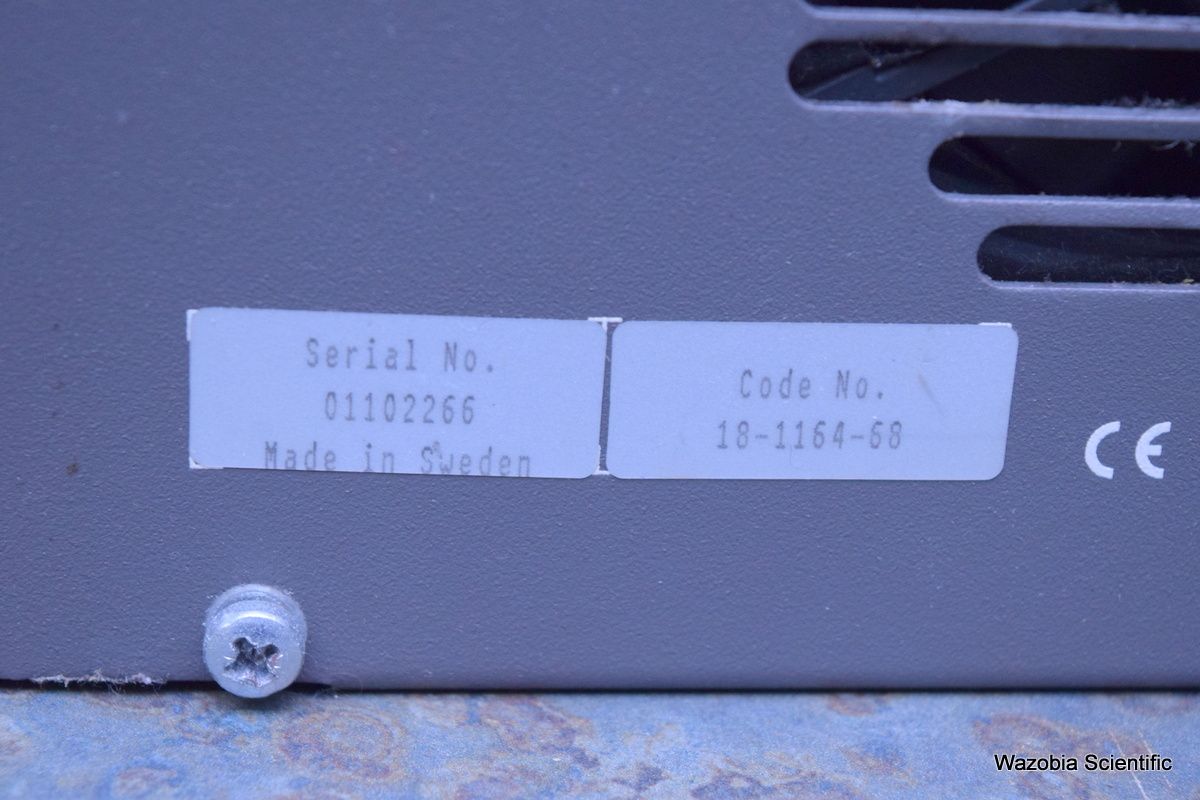 Serial No.
01102266
Made in Sweden
Code No.
18-1164-68
CE
Wazobia Scientific